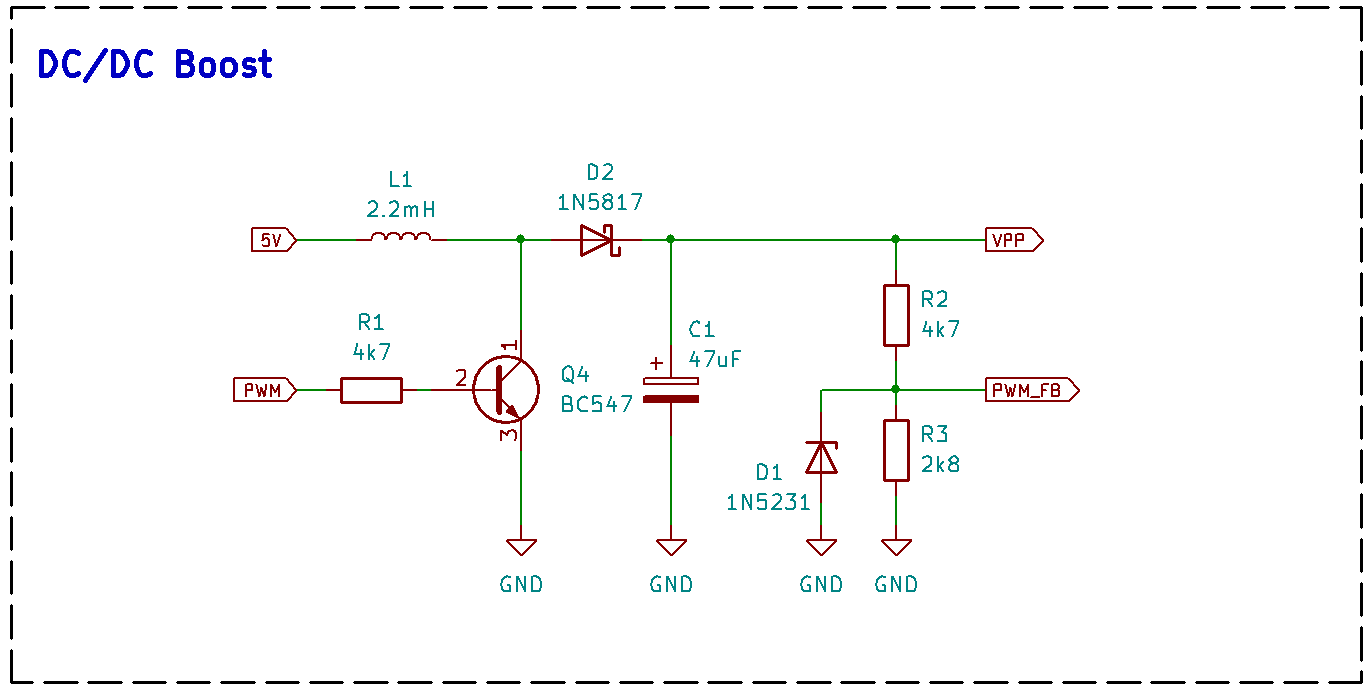 DC/DC Boost
L1
2.2mH
D2
1N5817
5V
VPP
R1
4k7
PWM
1
2
3
Q4
BC547
C1
47uF
+
R2
4k7
PWM_FB
R3
2k8
D1
1N5231
GND
GND
GND
GND